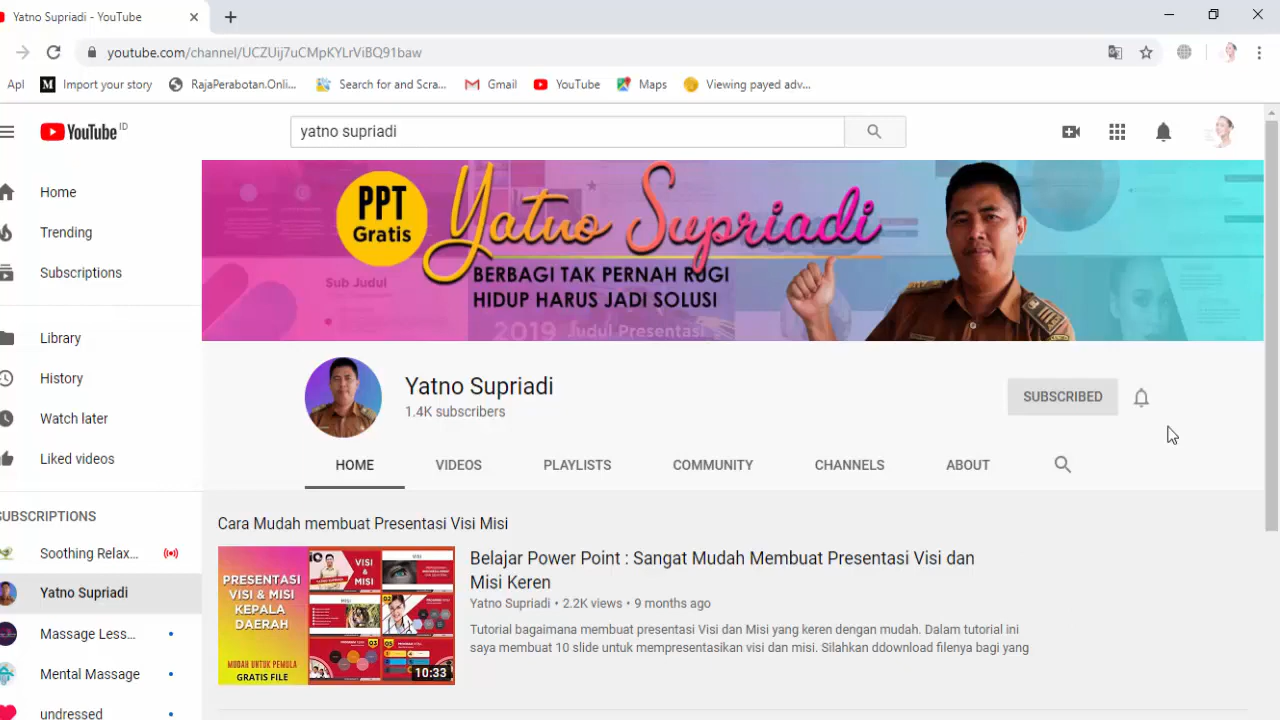 Yatno Supriadi - YouTube
youtube.com/channel/UCZUij7uCMpKYLrViBQ91baw
Apl
M Import your story
RajaPerabotan.Onli...
Search for and Scra...
Gmail
YouTube
Maps
Viewing payed adv...
YouTube ID
yatno supriadi
PPT
Gratis
Yatno Supriadi
BERBAGI TAK PERNAH RUGI
HIDUP HARUS JADI SOLUSI
Sub Judul
2019 Judul Presentasi
Home
Trending
Subscriptions
Library
History
Watch later
Liked videos
SUBSCRIPTIONS
Soothing Relax...
Yatno Supriadi
Massage Less...
Mental Massage
undressed
Yatno Supriadi
1.4K subscribers
SUBSCRIBED
HOME
VIDEOS
PLAYLISTS
COMMUNITY
CHANNELS
ABOUT
Cara Mudah membuat Presentasi Visi Misi
PRESENTASI
VISI & MISI
KEPALA
DAERAH
MUDAH UNTUK PEMULA
GRATIS FILE
VISI
&
MISI
10:33
Belajar Power Point : Sangat Mudah Membuat Presentasi Visi dan
Misi Keren
Yatno Supriadi • 2.2K views • 9 months ago
Tutorial bagaimana membuat presentasi Visi dan Misi yang keren dengan mudah. Dalam tutorial ini
saya membuat 10 slide untuk mempresentasikan visi dan misi. Silahkan ddownload filenya bagi yang